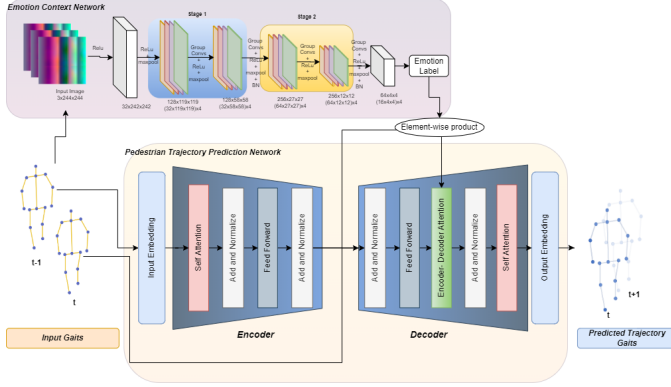 Emotion Context Network
Stage 1
Stage 2
Relu
ReLu
+
maxpool
Group
Convs
+
ReLu
+
maxpool
Group
Convs
+
ReLu
+
maxpool
+
BN
Group
Convs
+
ReLu
+
maxpool
Group
Convs
+
ReLu
+
maxpool
+
BN
Emotion
Label
Input Image
3x244x244
32x242x242
128x119x119
(32x119x119)x4
128x58x58
(32x58x58)x4
256x27x27
(64x27x27)x4
256x12x12
(64x12x12)x4
64x4x4
(16x4x4)x4
Element-wise product
Pedestrian Trajectory Prediction Network
Input Embedding
Self Attention
Add and Normalize
Feed Forward
Add and Normalize
Add and Normalize
Feed Forward
Encoder- Decoder Attention
Add and Normalize
Self Attention
Output Embedding
t-1
t
t+1
t
Encoder
Decoder
Input Gaits
Predicted Trajectory
Gaits